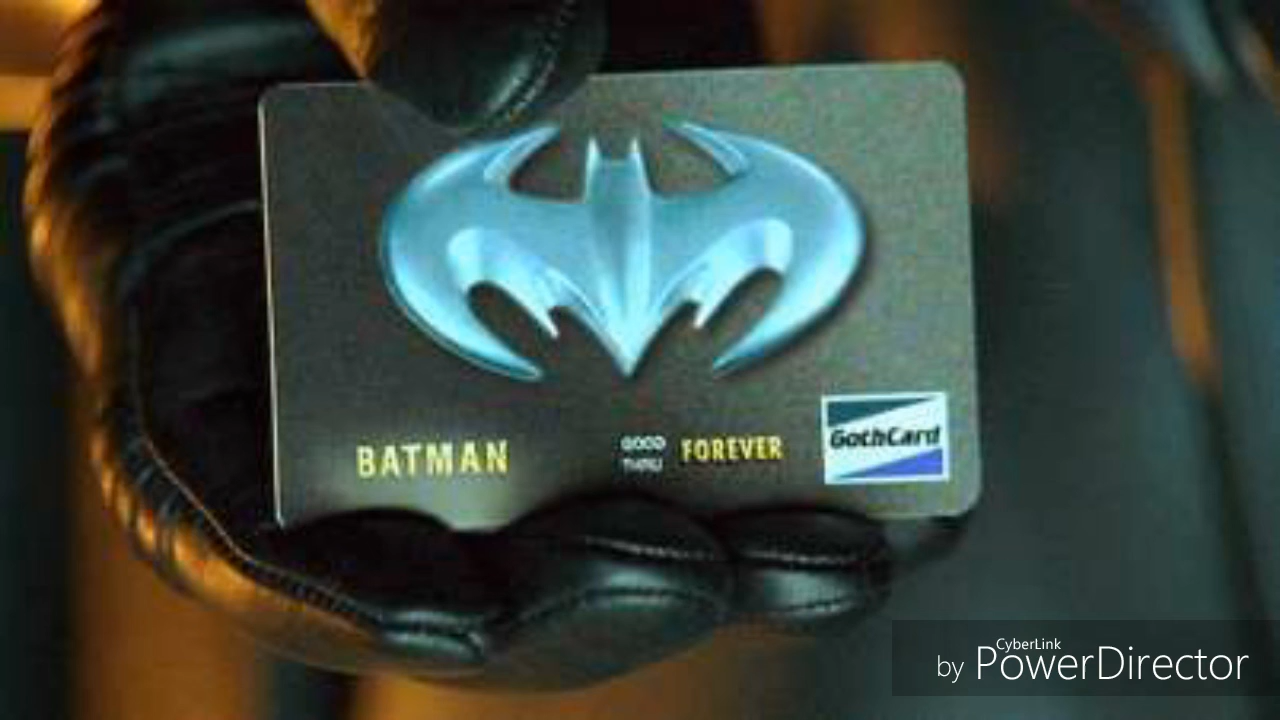 BATMAN
GOOD
THRU
FOREVER
GothCard
CyberLink
by PowerDirector